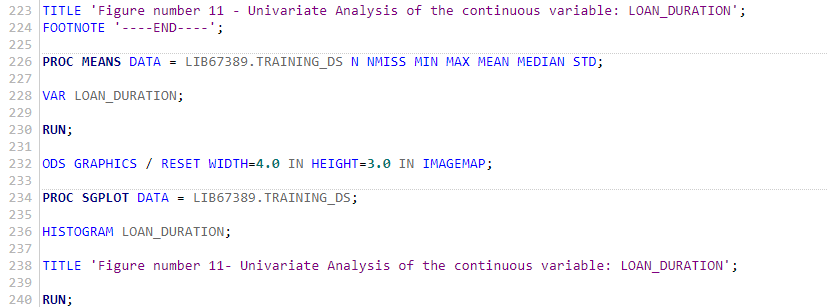 223 TITLE 'Figure number 11 - Univariate Analysis of the continuous variable: LOAN_DURATION';
224 FOOTNOTE '----END----';
225
226 PROC MEANS DATA = LIB67389.TRAINING_DS N NMISS MIN MAX MEAN MEDIAN STD;
227
228 VAR LOAN_DURATION;
229
230 RUN;
231
232 ODS GRAPHICS / RESET WIDTH=4.0 IN HEIGHT=3.0 IN IMAGEMAP;
233
234 PROC SGPLOT DATA = LIB67389.TRAINING_DS;
235
236 HISTOGRAM LOAN_DURATION;
237
238 TITLE 'Figure number 11- Univariate Analysis of the continuous variable: LOAN_DURATION';
239
240 RUN;